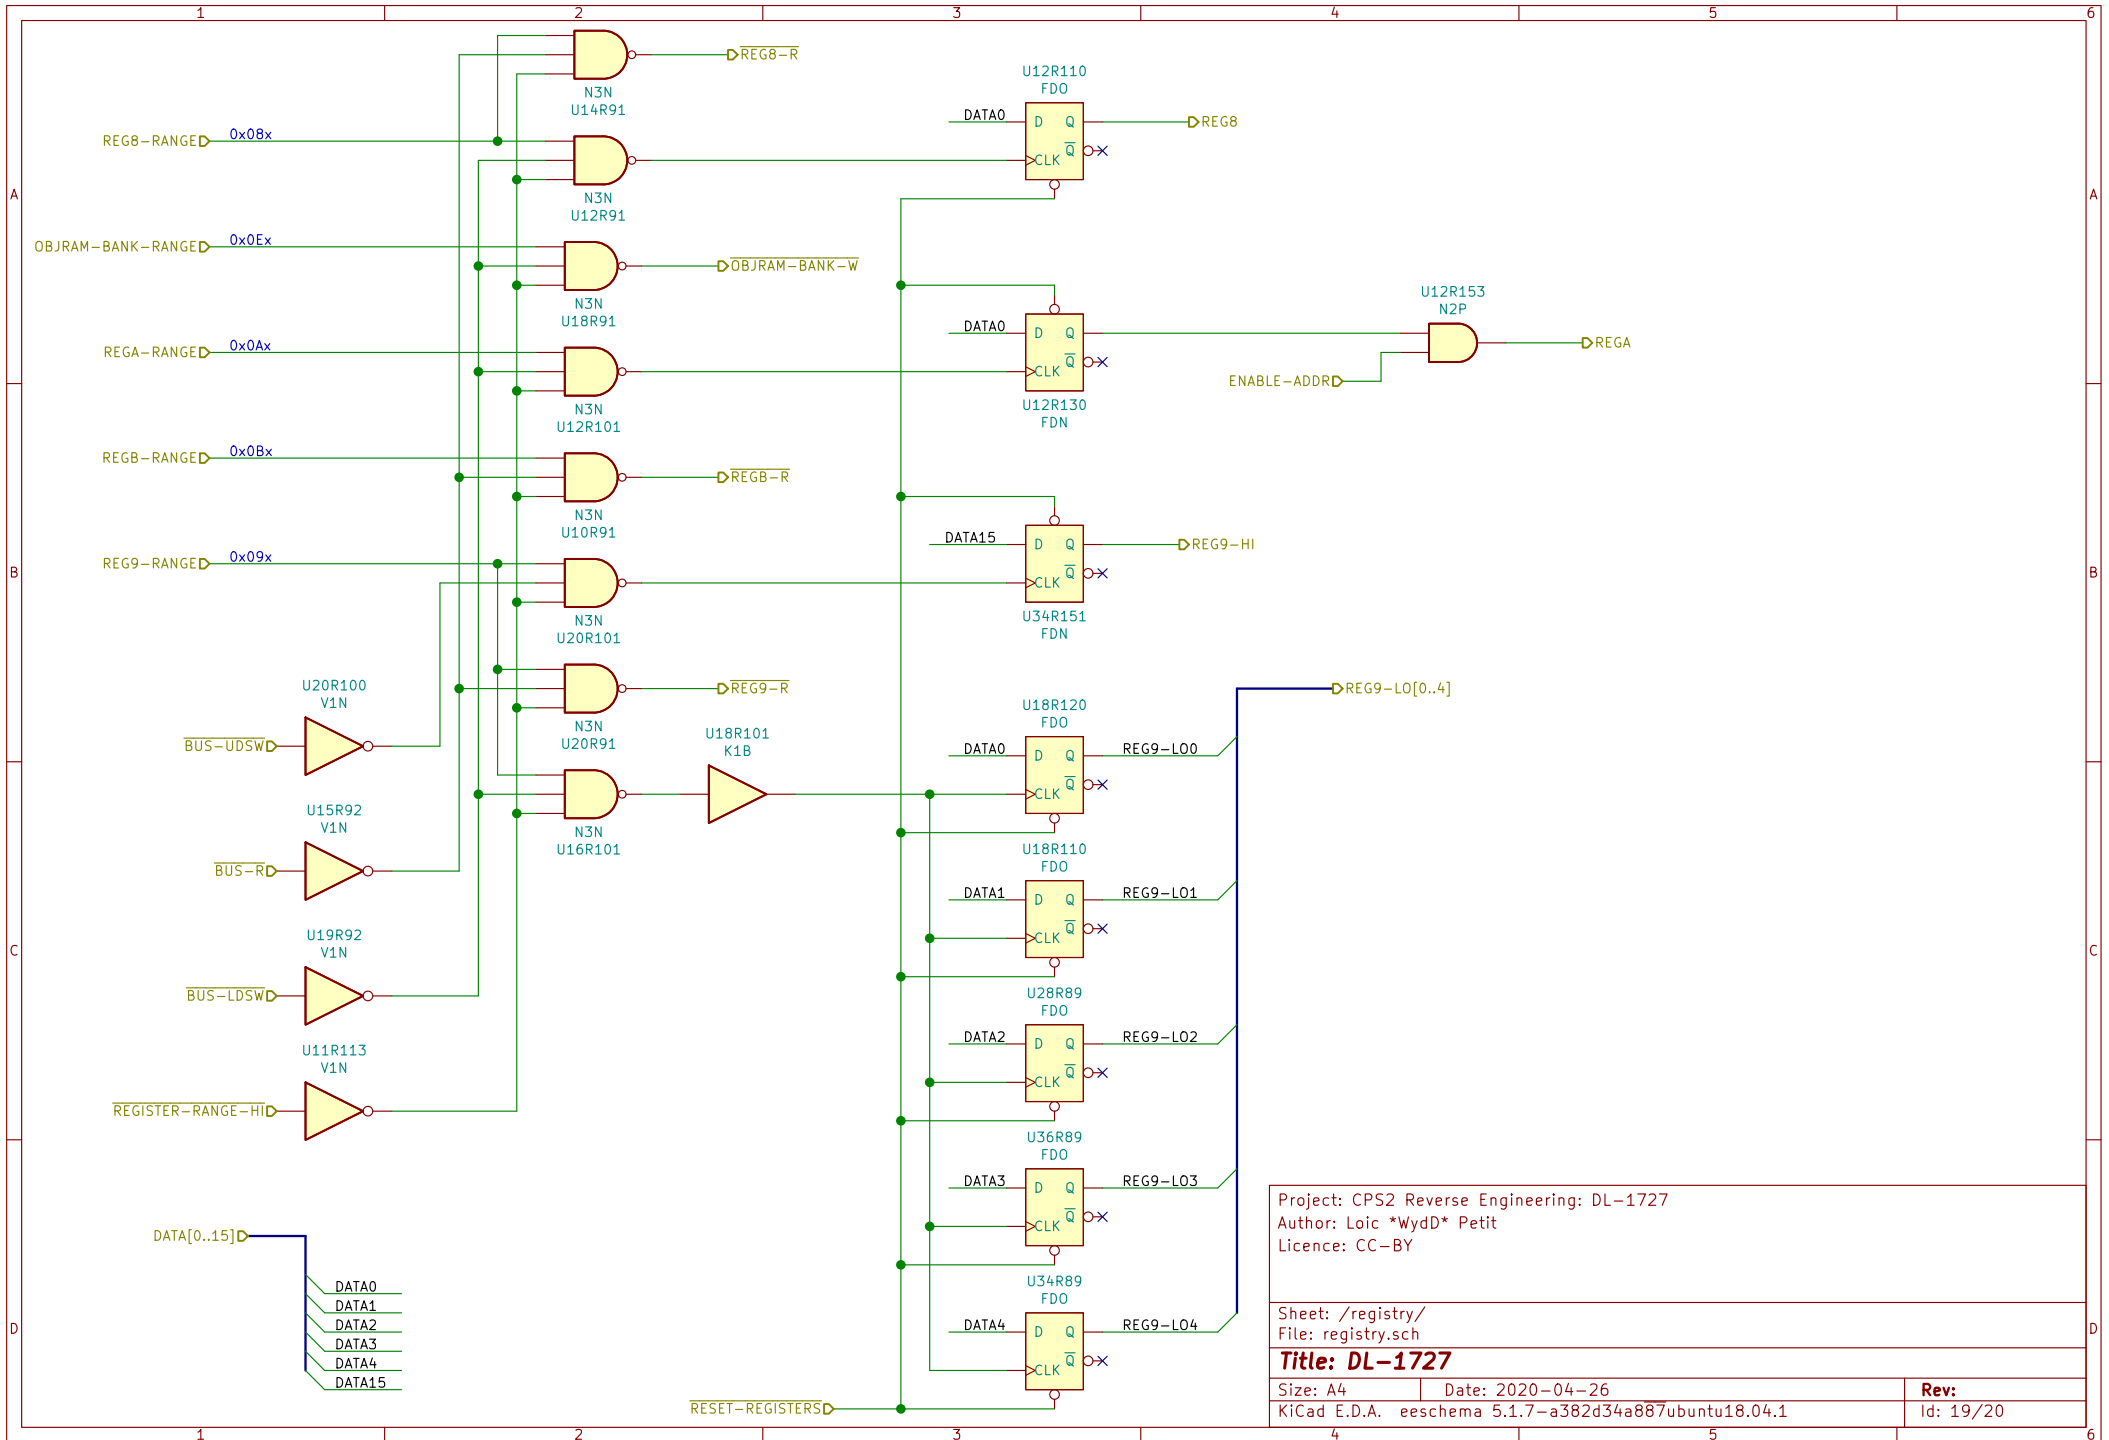 1 2 3 4 5 6
REG8-R
N3N
U14R91
REG8-RANGE 0x08x
N3N
U12R91
U12R110
FDO
DATA0 D Q REG8
Q
CLK
A A
OBJRAM-BANK-RANGE 0x0Ex
OBJRAM-BANK-W
N3N
U18R91
REGA-RANGE 0x0Ax
N3N
U12R101
DATA0 D Q
Q
CLK
U12R130
FDN
U12R153
N2P
REGA
ENABLE-ADDR
REGB-RANGE 0x0Bx
REGB-R
N3N
U10R91
REG9-RANGE 0x09x
N3N
U20R101
DATA15 D Q REG9-HI
Q
CLK
U34R151
FDN
B B
REG9-R
N3N
U20R91
U20R100
V1N
BUS-UDSW
U18R101
K1B
N3N
U16R101
U15R92
V1N
BUS-R
U19R92
V1N
BUS-LDSW
U11R113
V1N
REGISTER-RANGE-HI
REG9-LO[0..4]
U18R120
FDO
DATA0 D Q REG9-LO0
Q
CLK
U18R110
FDO
DATA1 D Q REG9-LO1
Q
CLK
C C
U28R89
FDO
DATA2 D Q REG9-LO2
Q
CLK
U36R89
FDO
DATA3 D Q REG9-LO3
Q
CLK
U34R89
FDO
DATA4 D Q REG9-LO4
Q
CLK
RESET-REGISTERS
DATA[0..15]
DATA0
DATA1
DATA2
DATA3
DATA4
DATA15
D D
Project: CPS2 Reverse Engineering: DL-1727
Author: Loic *WydD* Petit
Licence: CC-BY
Sheet: /registry/
File: registry.sch
Title: DL-1727
Size: A4 Date: 2020-04-26 Rev:
KiCad E.D.A. eeschema 5.1.7-a382d34a887ubuntu18.04.1 Id: 19/20
1 2 3 4 5 6